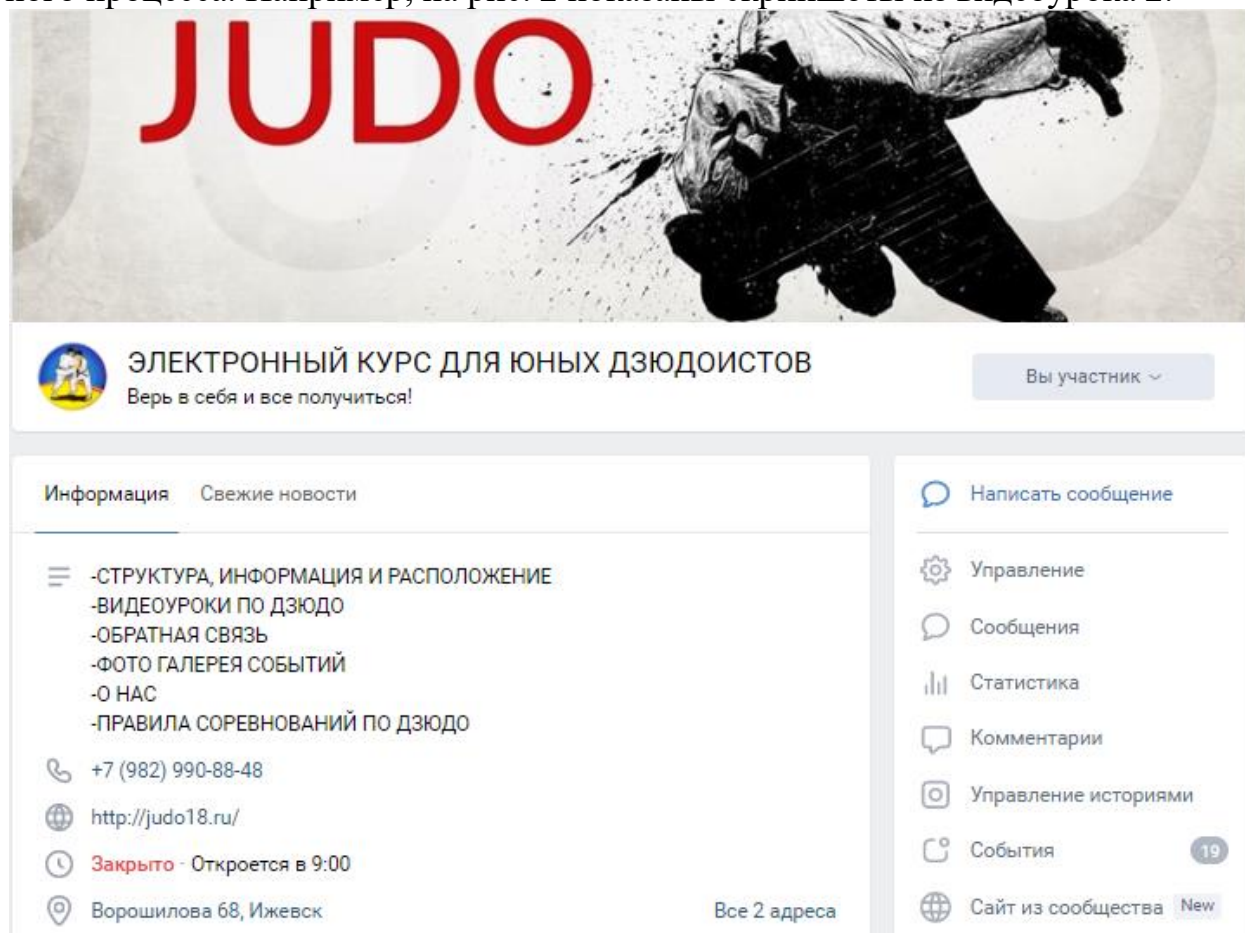 JUDO
ЭЛЕКТРОННЫЙ КУРС ДЛЯ ЮНЫХ ДЗЮДОИСТОВ
Верь в себя и все получиться!
Вы участник
Информация Свежие новости
-СТРУКТУРА, ИНФОРМАЦИЯ И РАСПОЛОЖЕНИЕ
-ВИДЕОУРОКИ ПО ДЗЮДО
-ОБРАТНАЯ СВЯЗЬ
-ФОТО ГАЛЕРЕЯ СОБЫТИЙ
-О НАС
-ПРАВИЛА СОРЕВНОВАНИЙ ПО ДЗЮДО
+7 (982) 990-88-48
http://judo18.ru/
Закрыто · Откроется в 9:00
Ворошилова 68, Ижевск Все 2 адреса
Написать сообщение
Управление
Сообщения
Статистика
Комментарии
Управление историями
События 19
Сайт из сообщества New